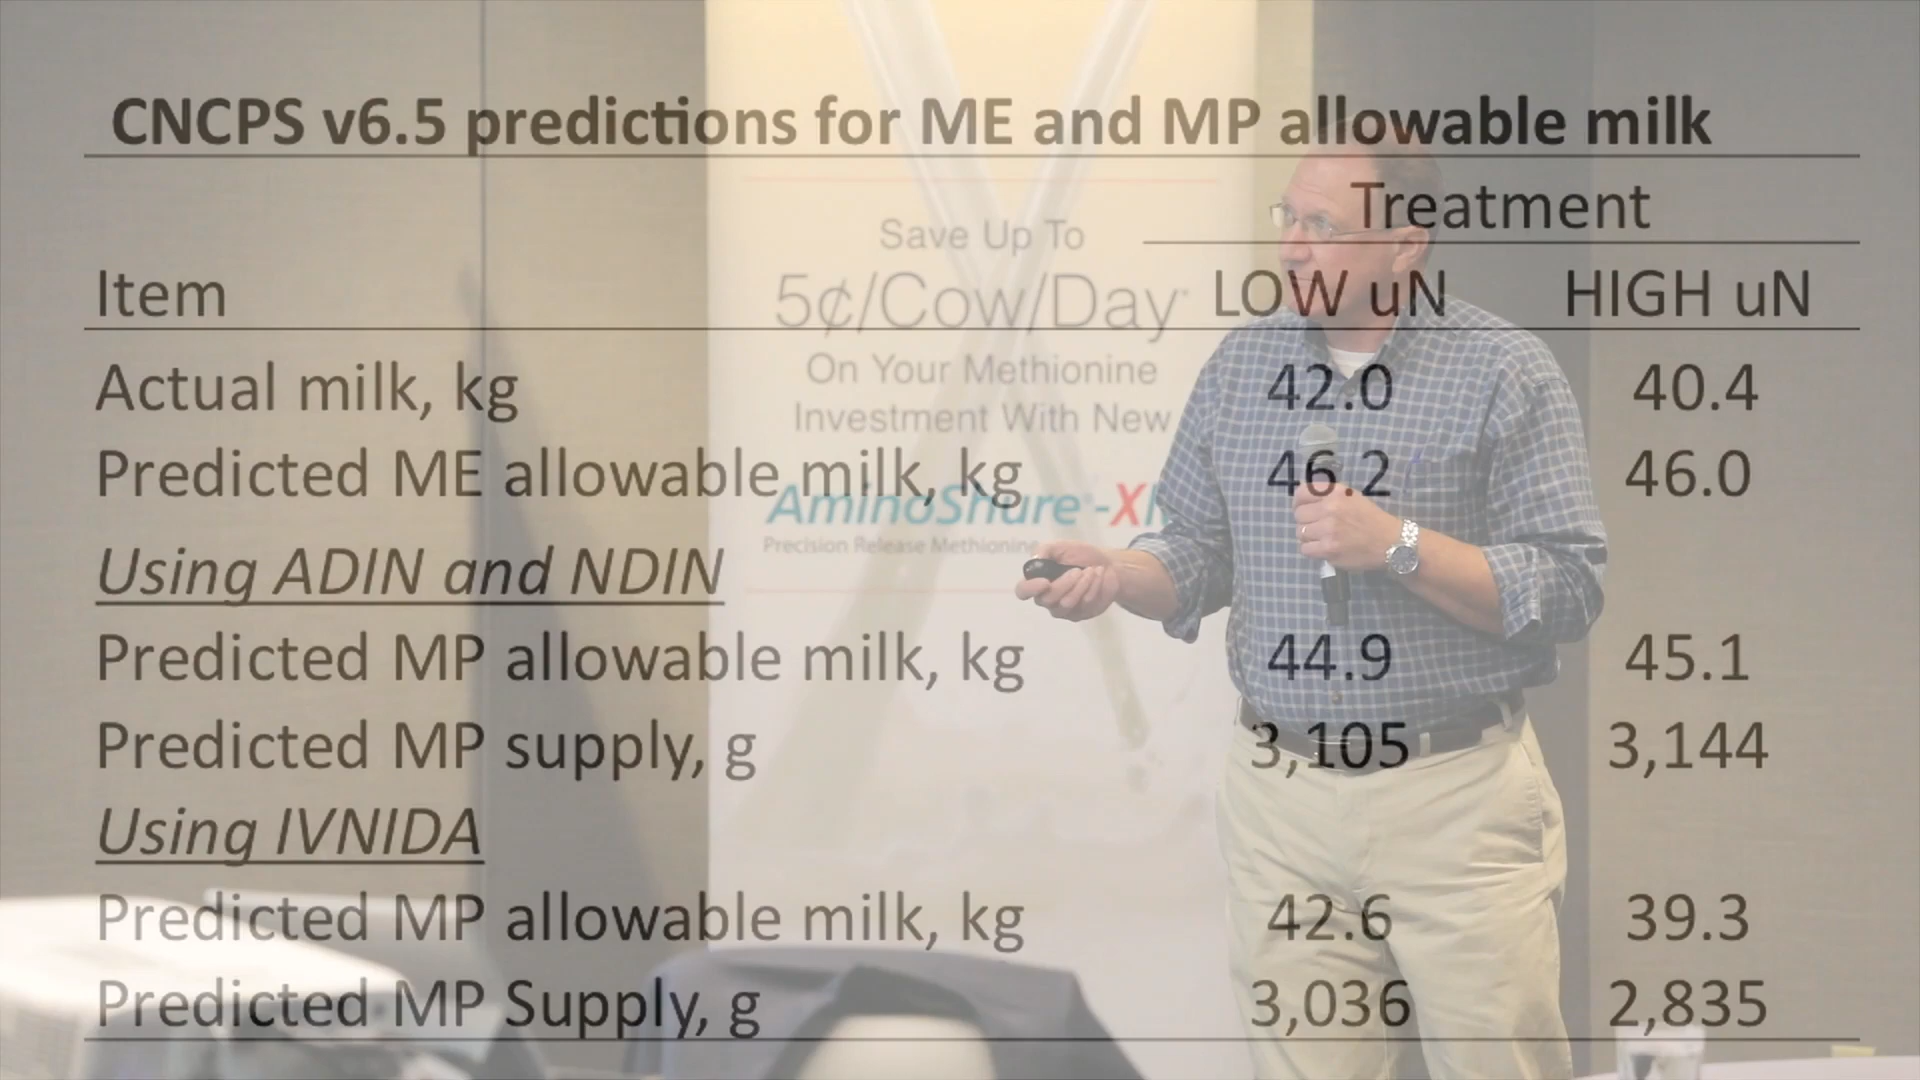 CNCPS v6.5 predictions for ME and MP allowable milk
Treatment
Item LOW uN HIGH uN
Actual milk, kg 42.0 40.4
Predicted ME allowable milk, kg 46.2 46.0
Using ADIN and NDIN
Predicted MP allowable milk, kg 44.9 45.1
Predicted MP supply, g 3,105 3,144
Using IVNIDA
Predicted MP allowable milk, kg 42.6 39.3
Predicted MP Supply, g 3,036 2,835
Save Up To
5¢/Cow/Day
On Your Methionine
Investment With New
Precision Release Methionine